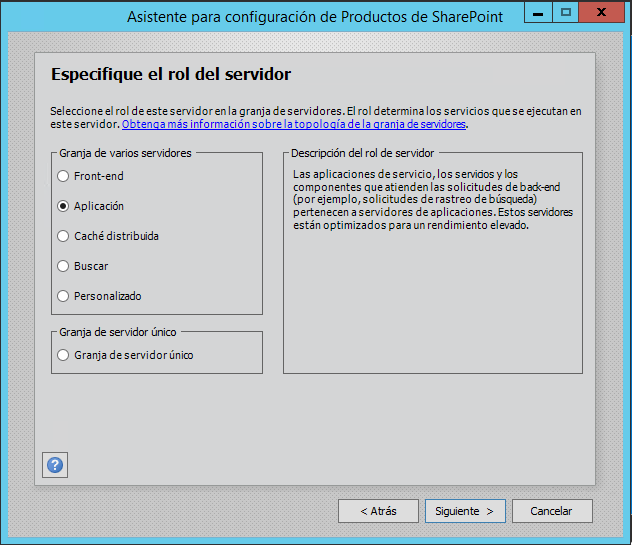 Asistente para configuración de Productos de SharePoint
Especifique el rol del servidor
Seleccione el rol de este servidor en la granja de servidores. El rol determina los servicios que se ejecutan en
este servidor. Obtenga más información sobre la topología de la granja de servidores.
Granja de varios servidores
Front-end
Aplicación
Caché distribuida
Buscar
Personalizado
Granja de servidor único
Granja de servidor único
Descripción del rol de servidor
Las aplicaciones de servicio, los servicios y los
componentes que atienden las solicitudes de back-end
(por ejemplo, solicitudes de rastreo de búsqueda)
pertenecen a servidores de aplicaciones. Estos servidores
están optimizados para un rendimiento elevado.
?
< Atrás
Siguiente >
Cancelar